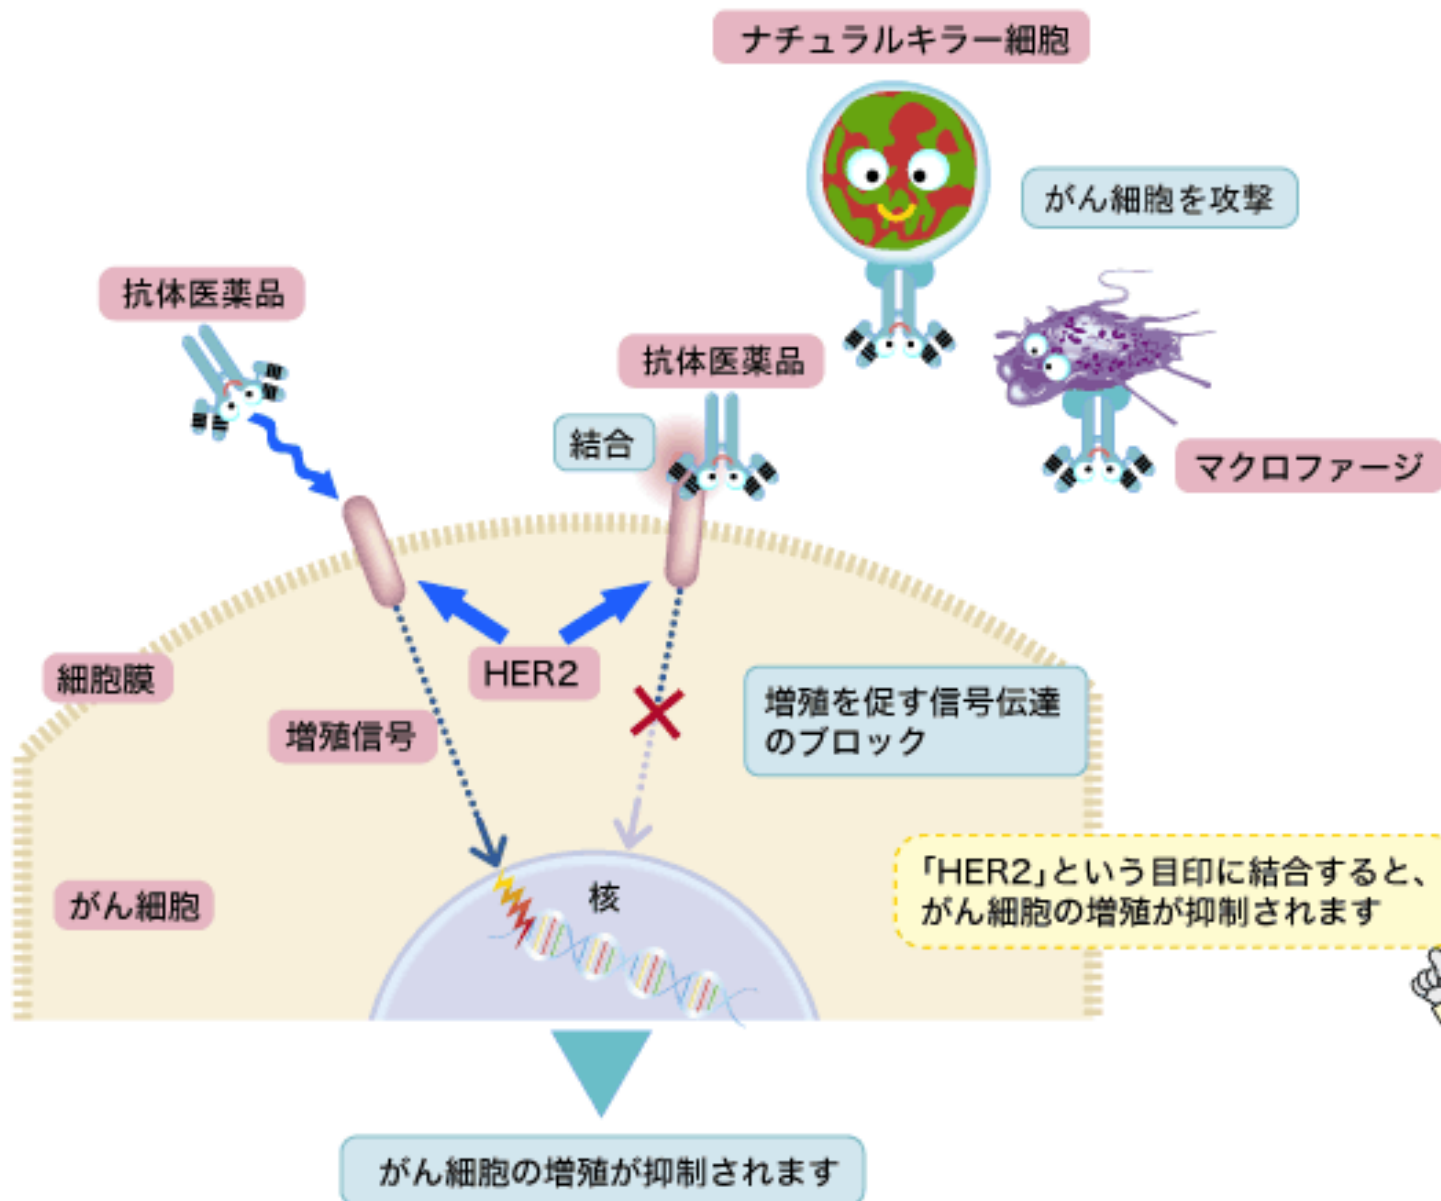 ナチュラルキラー細胞
がん細胞を攻撃
抗体医薬品
抗体医薬品
結合
マクロファージ
細胞膜
HER2
増殖信号
増殖を促す信号伝達
のブロック
「HER2」という目印に結合すると、
がん細胞の増殖が抑制されます
がん細胞
核
がん細胞の増殖が抑制されます